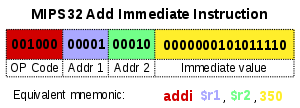 MIPS32 Add Immediate Instruction
001000 00001 00010 0000000101011110
OP Code Addr 1 Addr 2 Immediate value
Equivalent mnemonic: addi $r1, $r2, 350